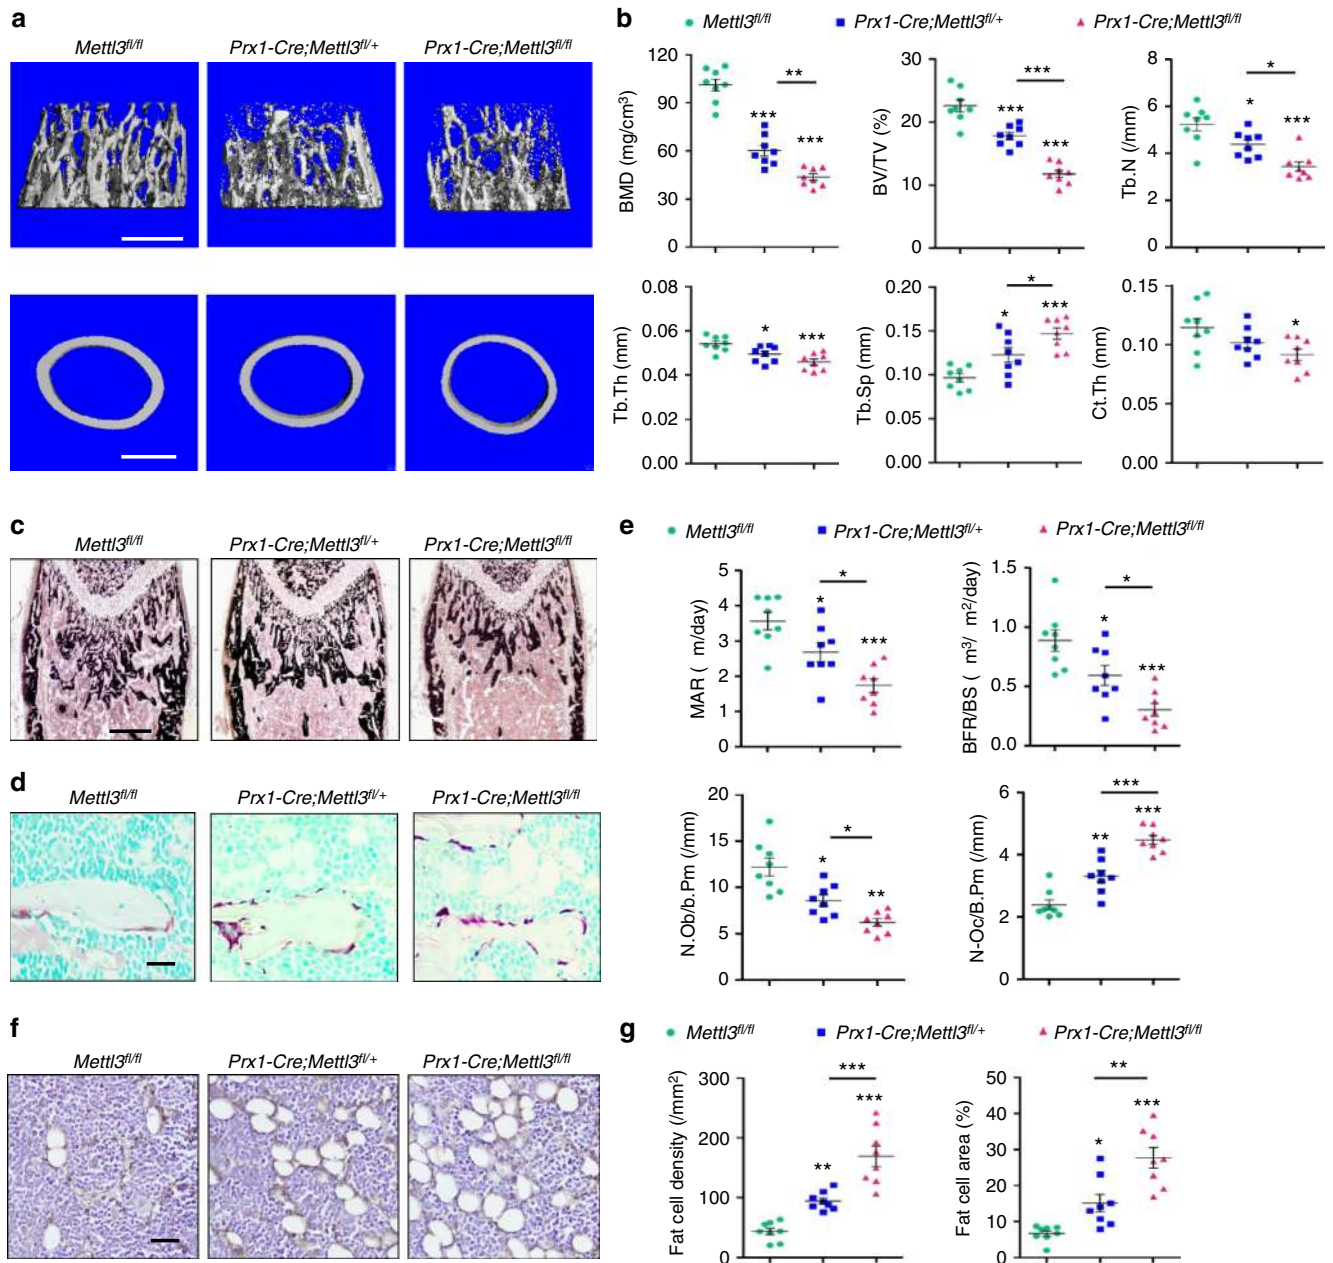 a
Mettl3fl/fl
Prx1-Cre;Mettl3fl/+
Prx1-Cre;Mettl3fl/fl
b
Mettl3fl/fl
Prx1-Cre;Mettl3fl/+
Prx1-Cre;Mettl3fl/fl
BMD (mg/cm3)
120
90
60
30
0
***
**
***
BV/TV (%)
30
20
10
0
***
***
***
Tb.N (/mm)
8
6
4
2
0
*
*
***
Tb.Th (mm)
0.08
0.06
0.04
0.02
0.00
*
***
Tb.Sp (mm)
0.20
0.15
0.10
0.05
0.00
*
*
***
Ct.Th (mm)
0.15
0.10
0.05
0.00
*
c
Mettl3fl/fl
Prx1-Cre;Mettl3fl/+
Prx1-Cre;Mettl3fl/fl
d
Mettl3fl/fl
Prx1-Cre;Mettl3fl/+
Prx1-Cre;Mettl3fl/fl
e
Mettl3fl/fl
Prx1-Cre;Mettl3fl/+
Prx1-Cre;Mettl3fl/fl
MAR ( m/day)
5
4
3
2
1
0
*
*
***
BFR/BS ( m3/ m2/day)
1.5
1.0
0.5
0.0
*
*
***
N.Ob/b.Pm (/mm)
20
15
10
5
0
*
*
**
N-Oc/B.Pm (/mm)
6
4
2
0
**
***
***
f
Mettl3fl/fl
Prx1-Cre;Mettl3fl/+
Prx1-Cre;Mettl3fl/fl
g
Mettl3fl/fl
Prx1-Cre;Mettl3fl/+
Prx1-Cre;Mettl3fl/fl
Fat cell density (/mm2)
300
200
100
0
**
***
***
Fat cell area (%)
50
40
30
20
10
0
*
**
***